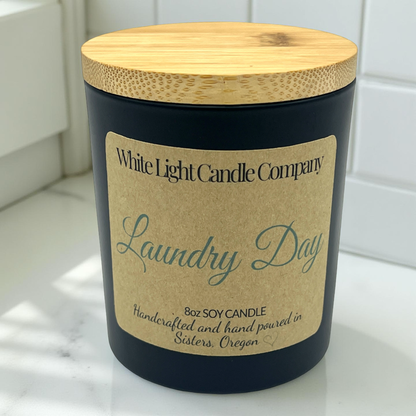 White Light Candle Company
Laundry Day
8oz SOY CANDLE
Handcrafted and hand poured in
Sisters, Oregon ♡